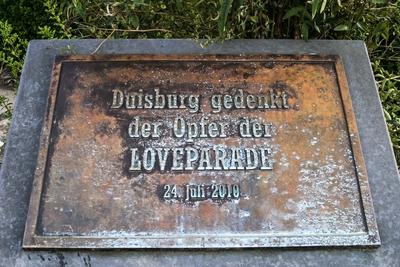 Duisburg gedenkt
der Opfer der
LOVEPARADE
24. Juli 2010